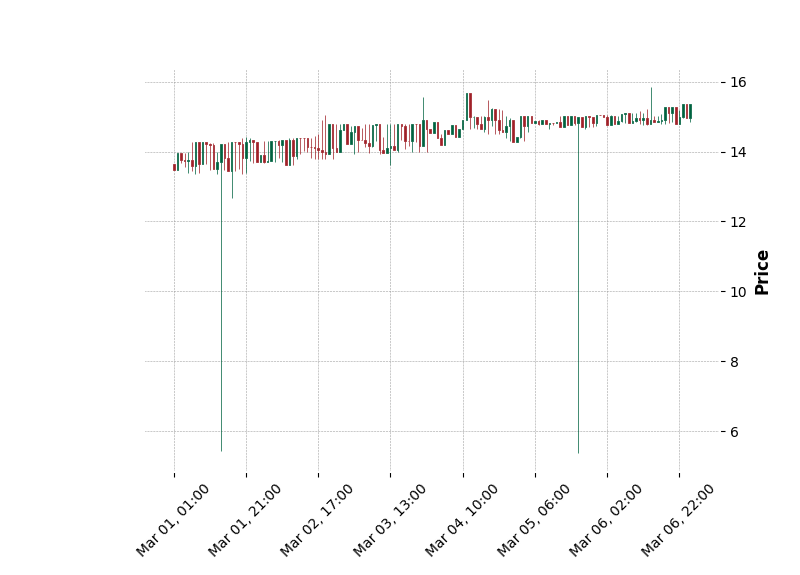 16
14
12
10
8
6
Price
Mar 01, 01:00
Mar 01, 21:00
Mar 02, 17:00
Mar 03, 13:00
Mar 04, 10:00
Mar 05, 06:00
Mar 06, 02:00
Mar 06, 22:00